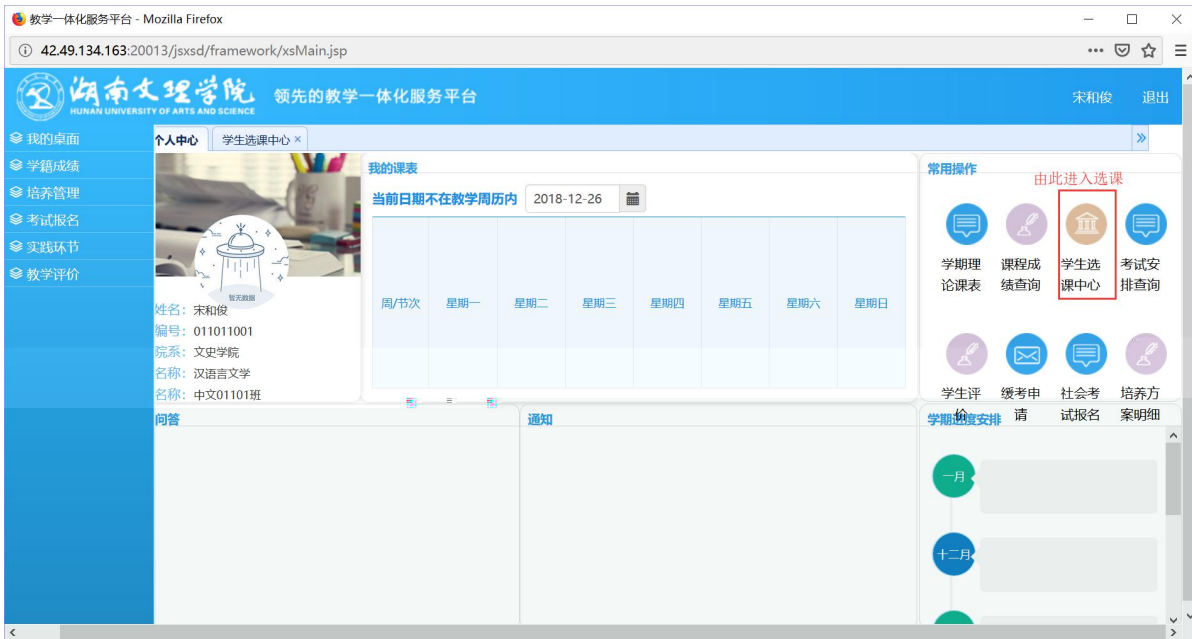 教学一体化服务平台 - Mozilla Firefox
42.49.134.163:20013/jsxsd/framework/xsMain.jsp
湖南文理学院
HUNAN UNIVERSITY OF ARTS AND SCIENCE
领先的教学一体化服务平台
宋和俊 退出
我的桌面
学籍成绩
培养管理
考试报名
实践环节
教学评价
个人中心 学生选课中心 ×
暂无数据
姓名：宋和俊
编号：011011001
院系：文史学院
名称：汉语言文学
名称：中文01101班
我的课表
当前日期不在教学周历内 2018-12-26
周/节次 星期一 星期二 星期三 星期四 星期五 星期六 星期日
常用操作
由此进入选课
学期理论课表
课程成绩查询
学生选课中心
考试安排查询
学生评价
缓考申请
社会考试报名
培养方案明细
问答
通知
学期进度安排
一月
十二月